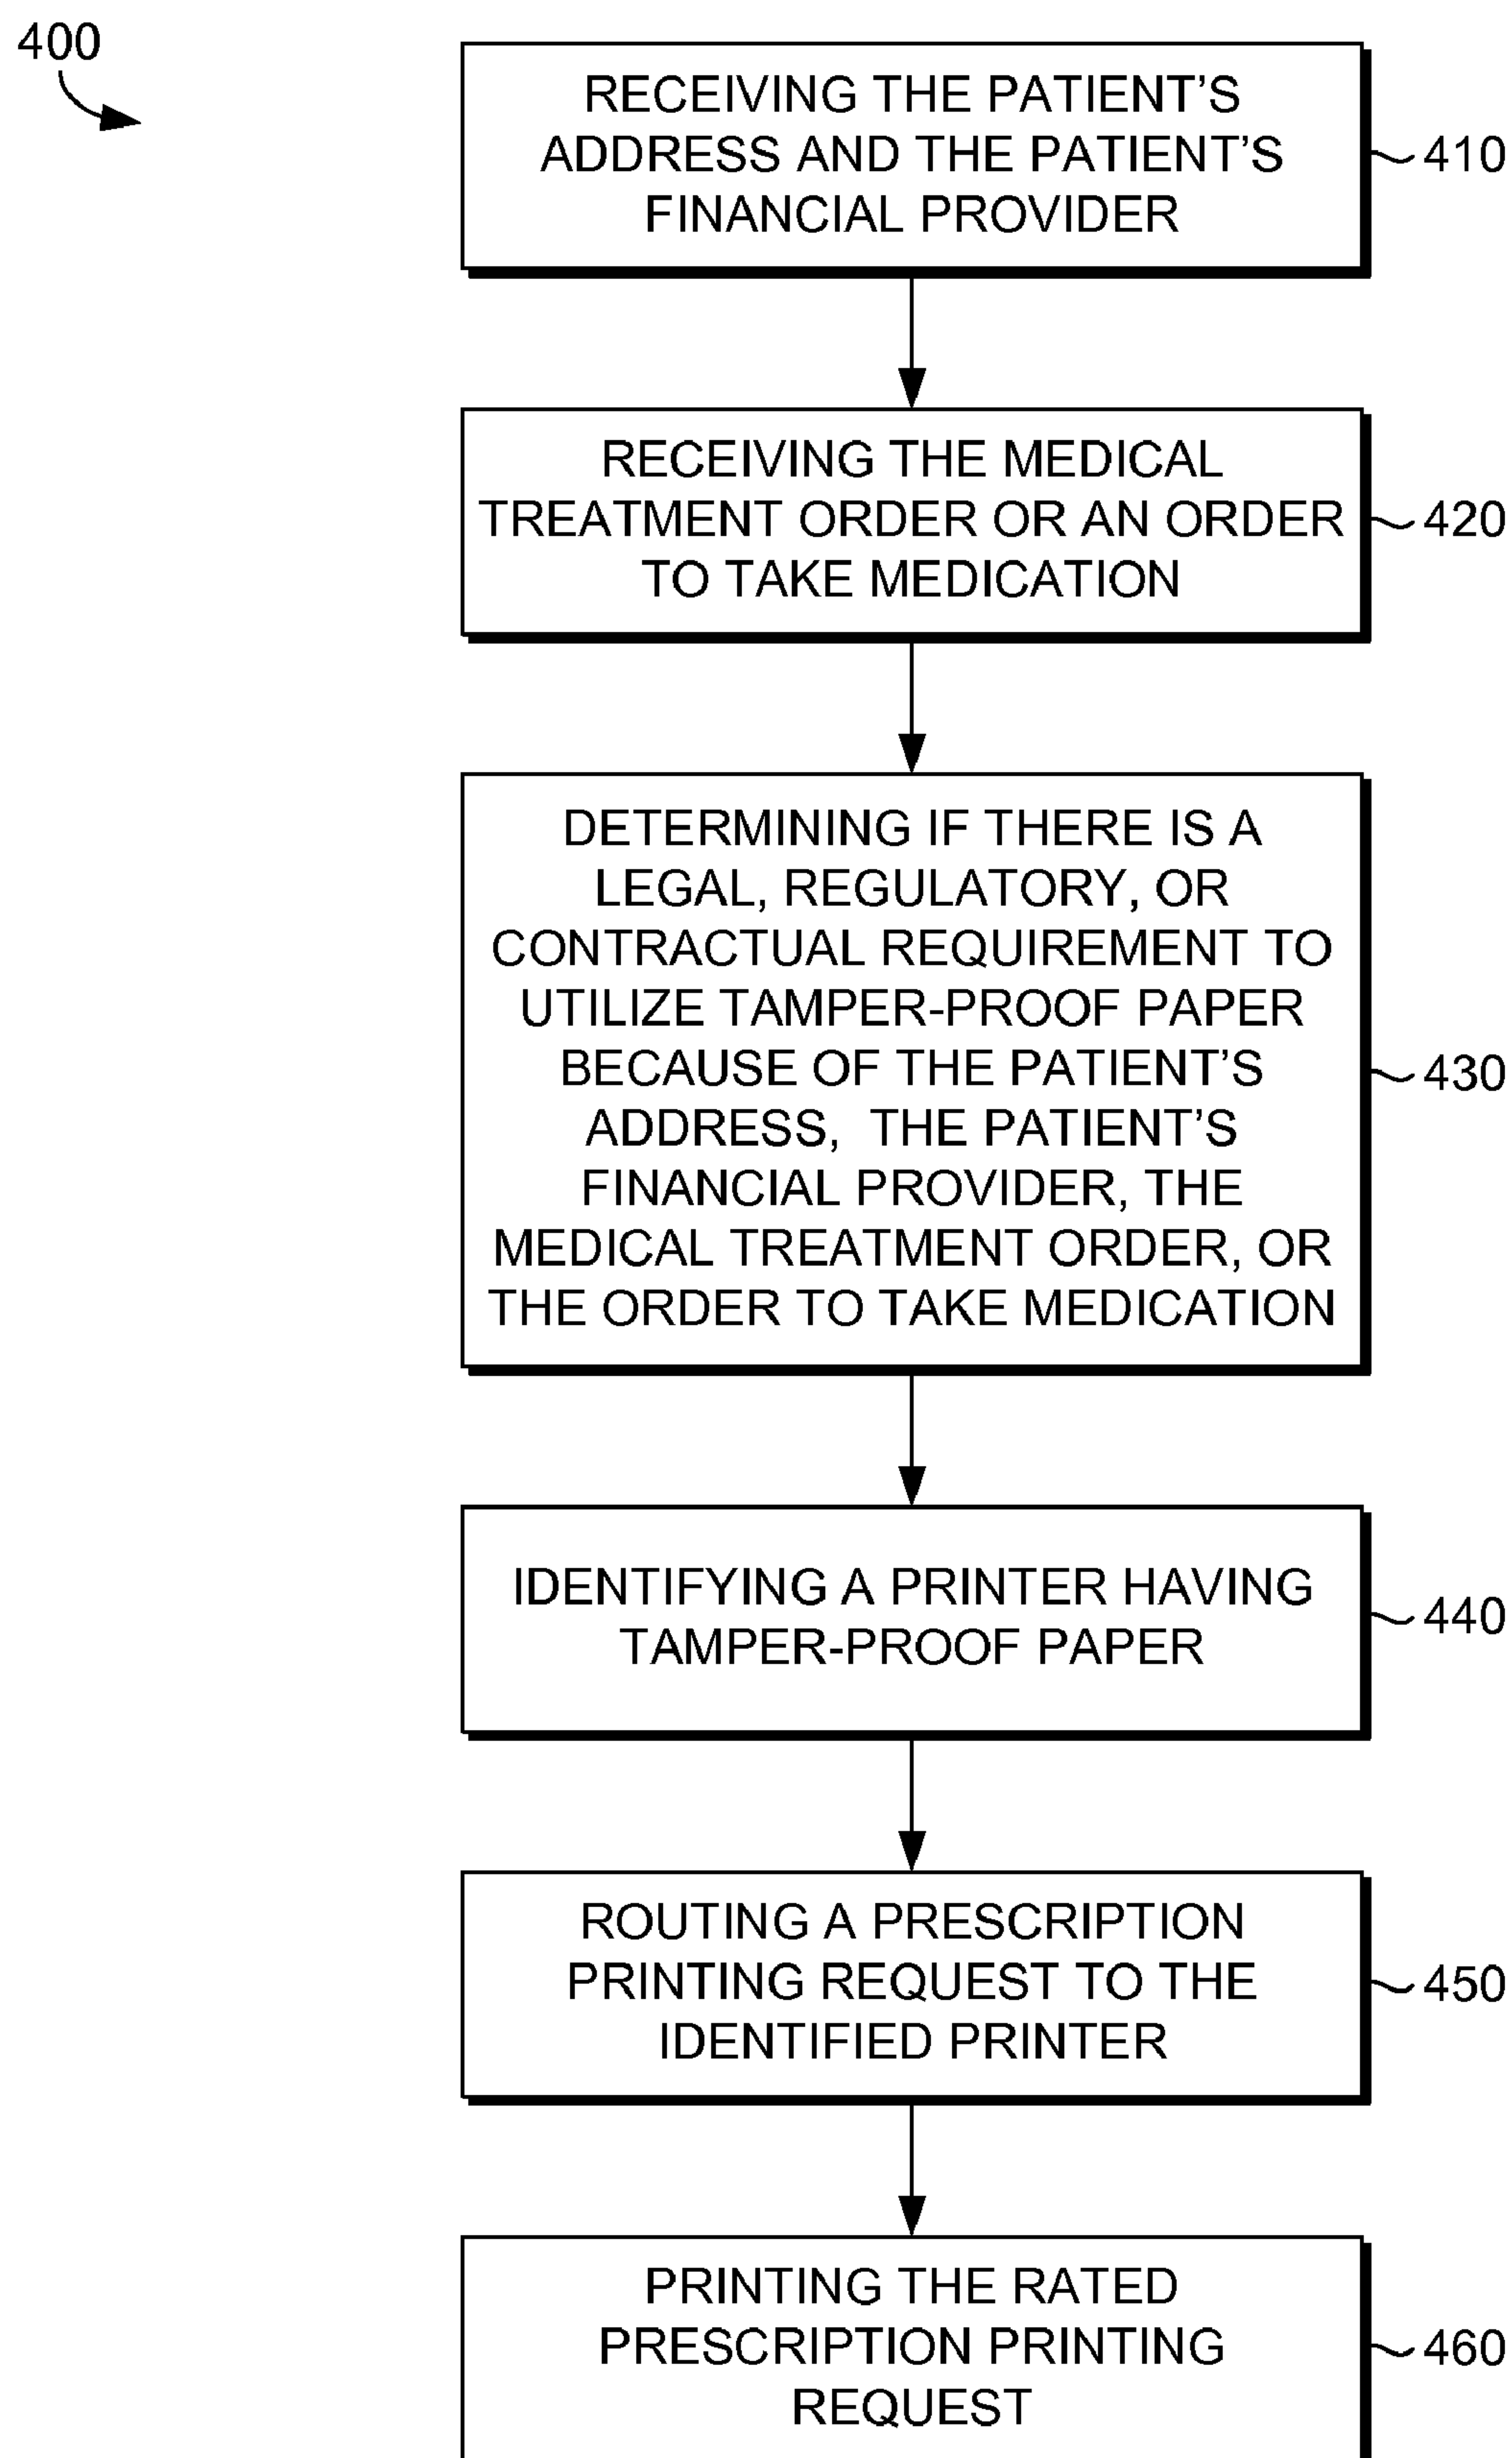 400
RECEIVING THE PATIENT'S
ADDRESS AND THE PATIENT'S
FINANCIAL PROVIDER
410
RECEIVING THE MEDICAL
TREATMENT ORDER OR AN ORDER
TO TAKE MEDICATION
420
DETERMINING IF THERE IS A
LEGAL, REGULATORY, OR
CONTRACTUAL REQUIREMENT TO
UTILIZE TAMPER-PROOF PAPER
BECAUSE OF THE PATIENT'S
ADDRESS, THE PATIENT'S
FINANCIAL PROVIDER, THE
MEDICAL TREATMENT ORDER, OR
THE ORDER TO TAKE MEDICATION
430
IDENTIFYING A PRINTER HAVING
TAMPER-PROOF PAPER
440
ROUTING A PRESCRIPTION
PRINTING REQUEST TO THE
IDENTIFIED PRINTER
450
PRINTING THE RATED
PRESCRIPTION PRINTING
REQUEST
460